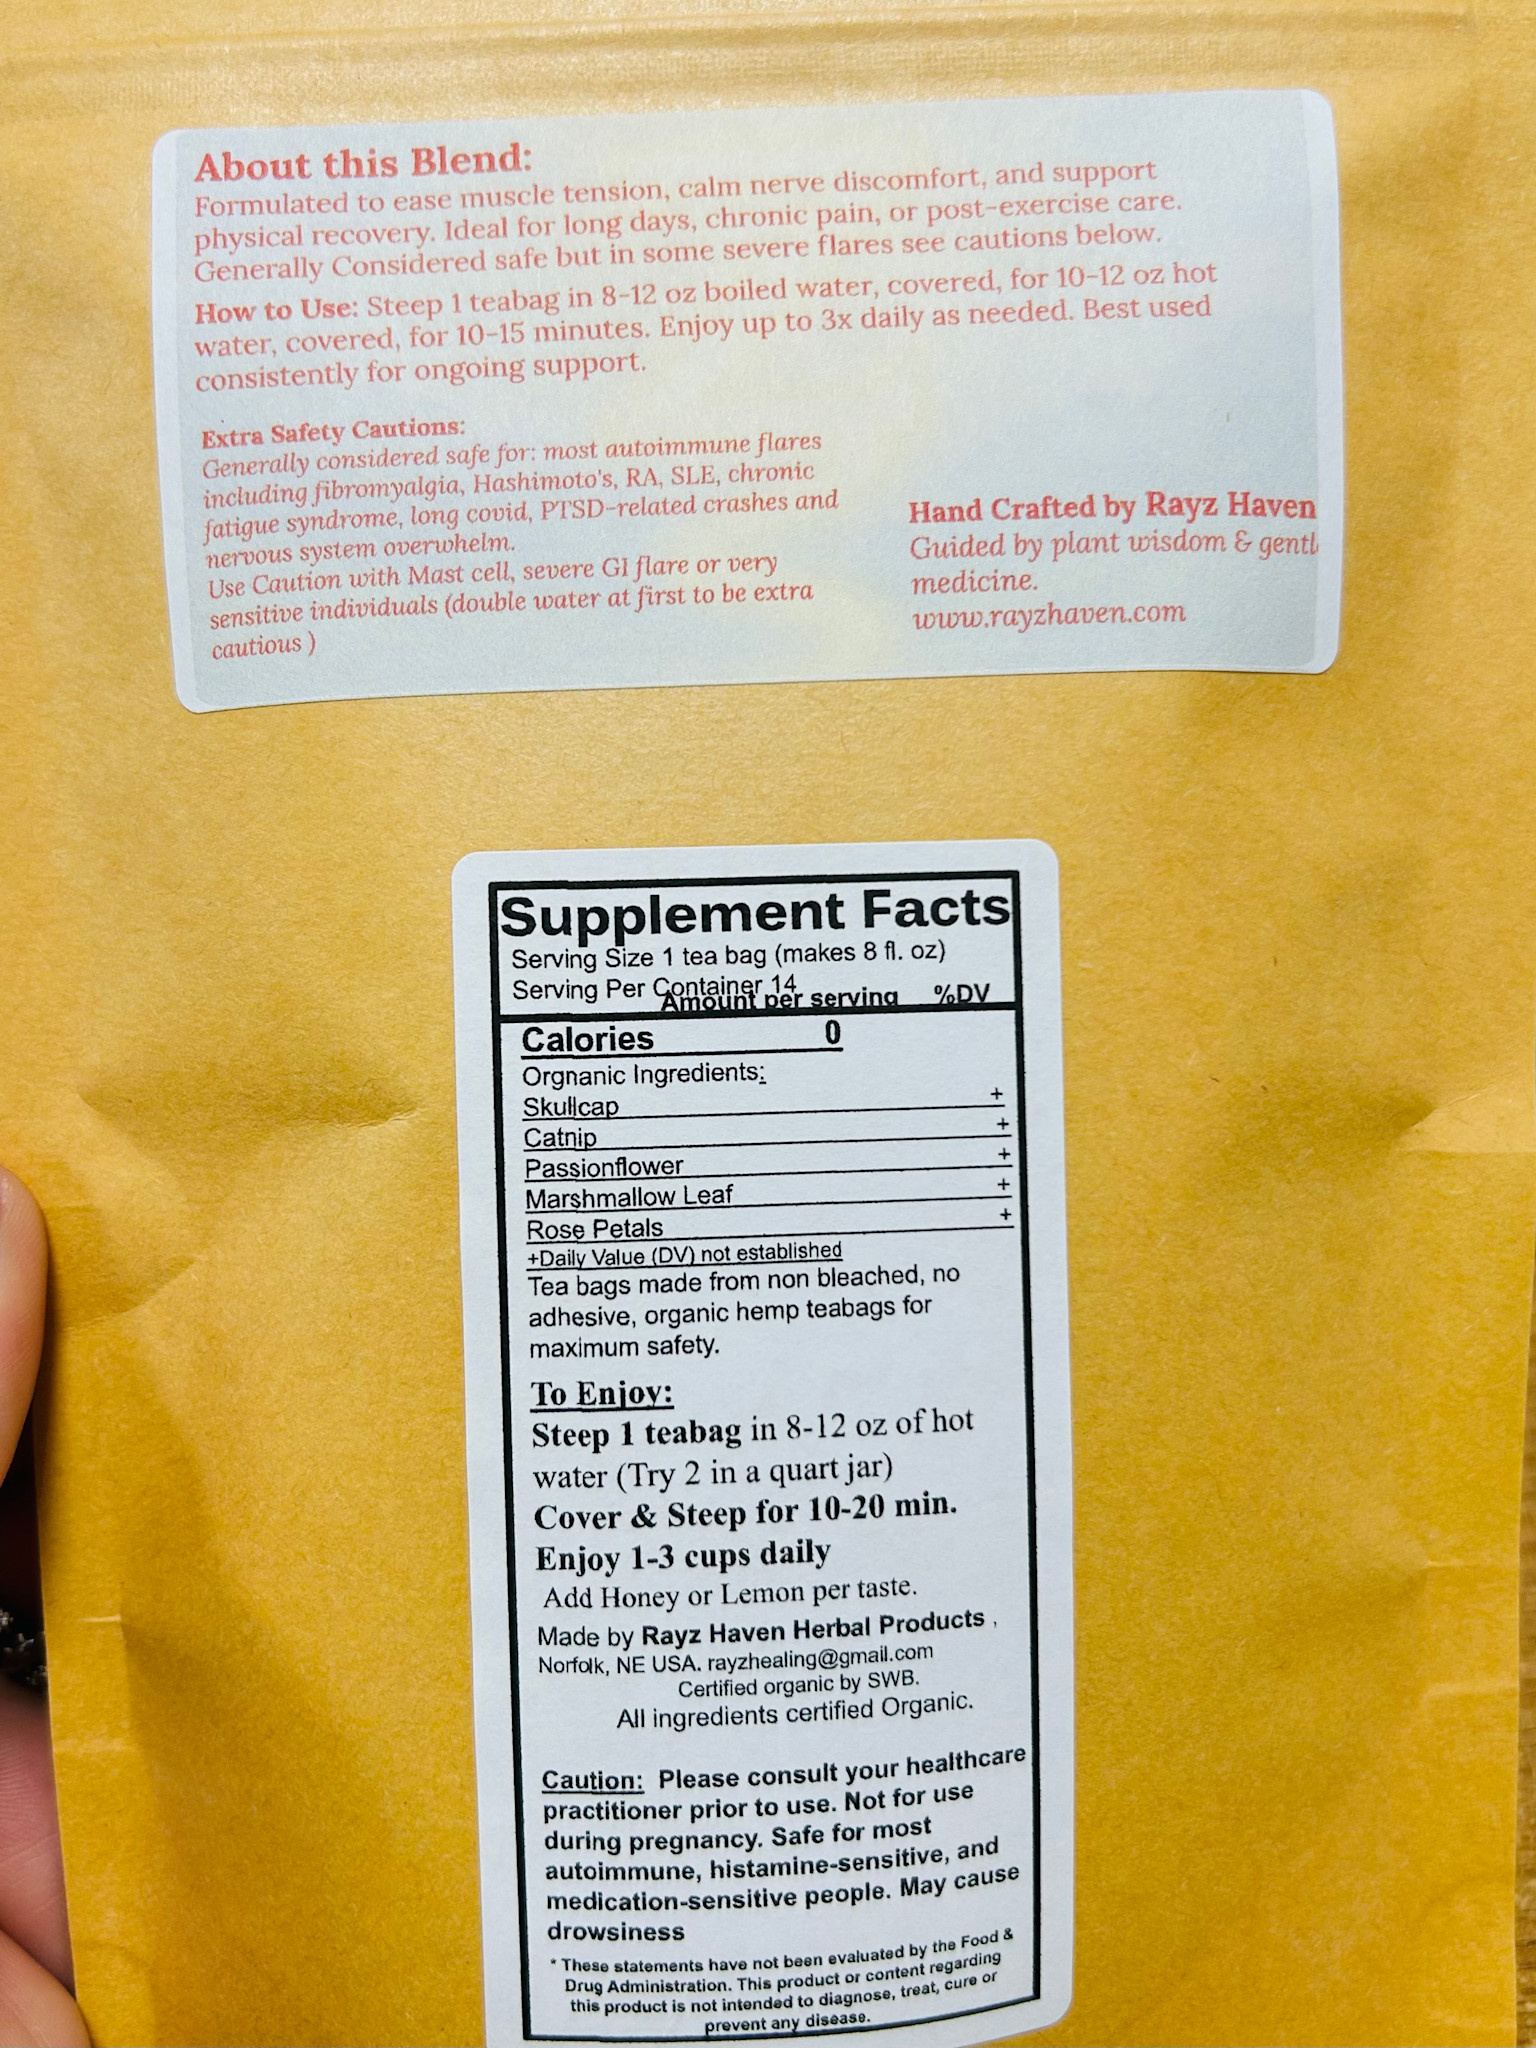 About this Blend:
Formulated to ease muscle tension, calm nerve discomfort, and support
physical recovery. Ideal for long days, chronic pain, or post-exercise care.
Generally Considered safe but in some severe flares see cautions below.
How to Use: Steep 1 teabag in 8-12 oz boiled water, covered, for 10-12 oz hot
water, covered, for 10-15 minutes. Enjoy up to 3x daily as needed. Best used
consistently for ongoing support.
Extra Safety Cautions:
Generally considered safe for: most autoimmune flares
including fibromyalgia, Hashimoto's, RA, SLE, chronic
fatigue syndrome, long covid, PTSD-related crashes and
nervous system overwhelm.
Use Caution with Mast cell, severe GI flare or very
sensitive individuals (double water at first to be extra
cautious )
Hand Crafted by Rayz Haven
Guided by plant wisdom & gentl
medicine.
www.rayzhaven.com
Supplement Facts
Serving Size 1 tea bag (makes 8 fl. oz)
Serving Per Container 14
Amount per serving %DV
Calories 0
Orgnanic Ingredients:
Skullcap +
Catnip +
Passionflower +
Marshmallow Leaf +
Rose Petals +
+Daily Value (DV) not established
Tea bags made from non bleached, no
adhesive, organic hemp teabags for
maximum safety.
To Enjoy:
Steep 1 teabag in 8-12 oz of hot
water (Try 2 in a quart jar)
Cover & Steep for 10-20 min.
Enjoy 1-3 cups daily
Add Honey or Lemon per taste.
Made by Rayz Haven Herbal Products ,
Norfolk, NE USA. rayzhealing@gmail.com
Certified organic by SWB.
All ingredients certified Organic.
Caution: Please consult your healthcare
practitioner prior to use. Not for use
during pregnancy. Safe for most
autoimmune, histamine-sensitive, and
medication-sensitive people. May cause
drowsiness
* These statements have not been evaluated by the Food &
Drug Administration. This product or content regarding
this product is not intended to diagnose, treat, cure or
prevent any disease.